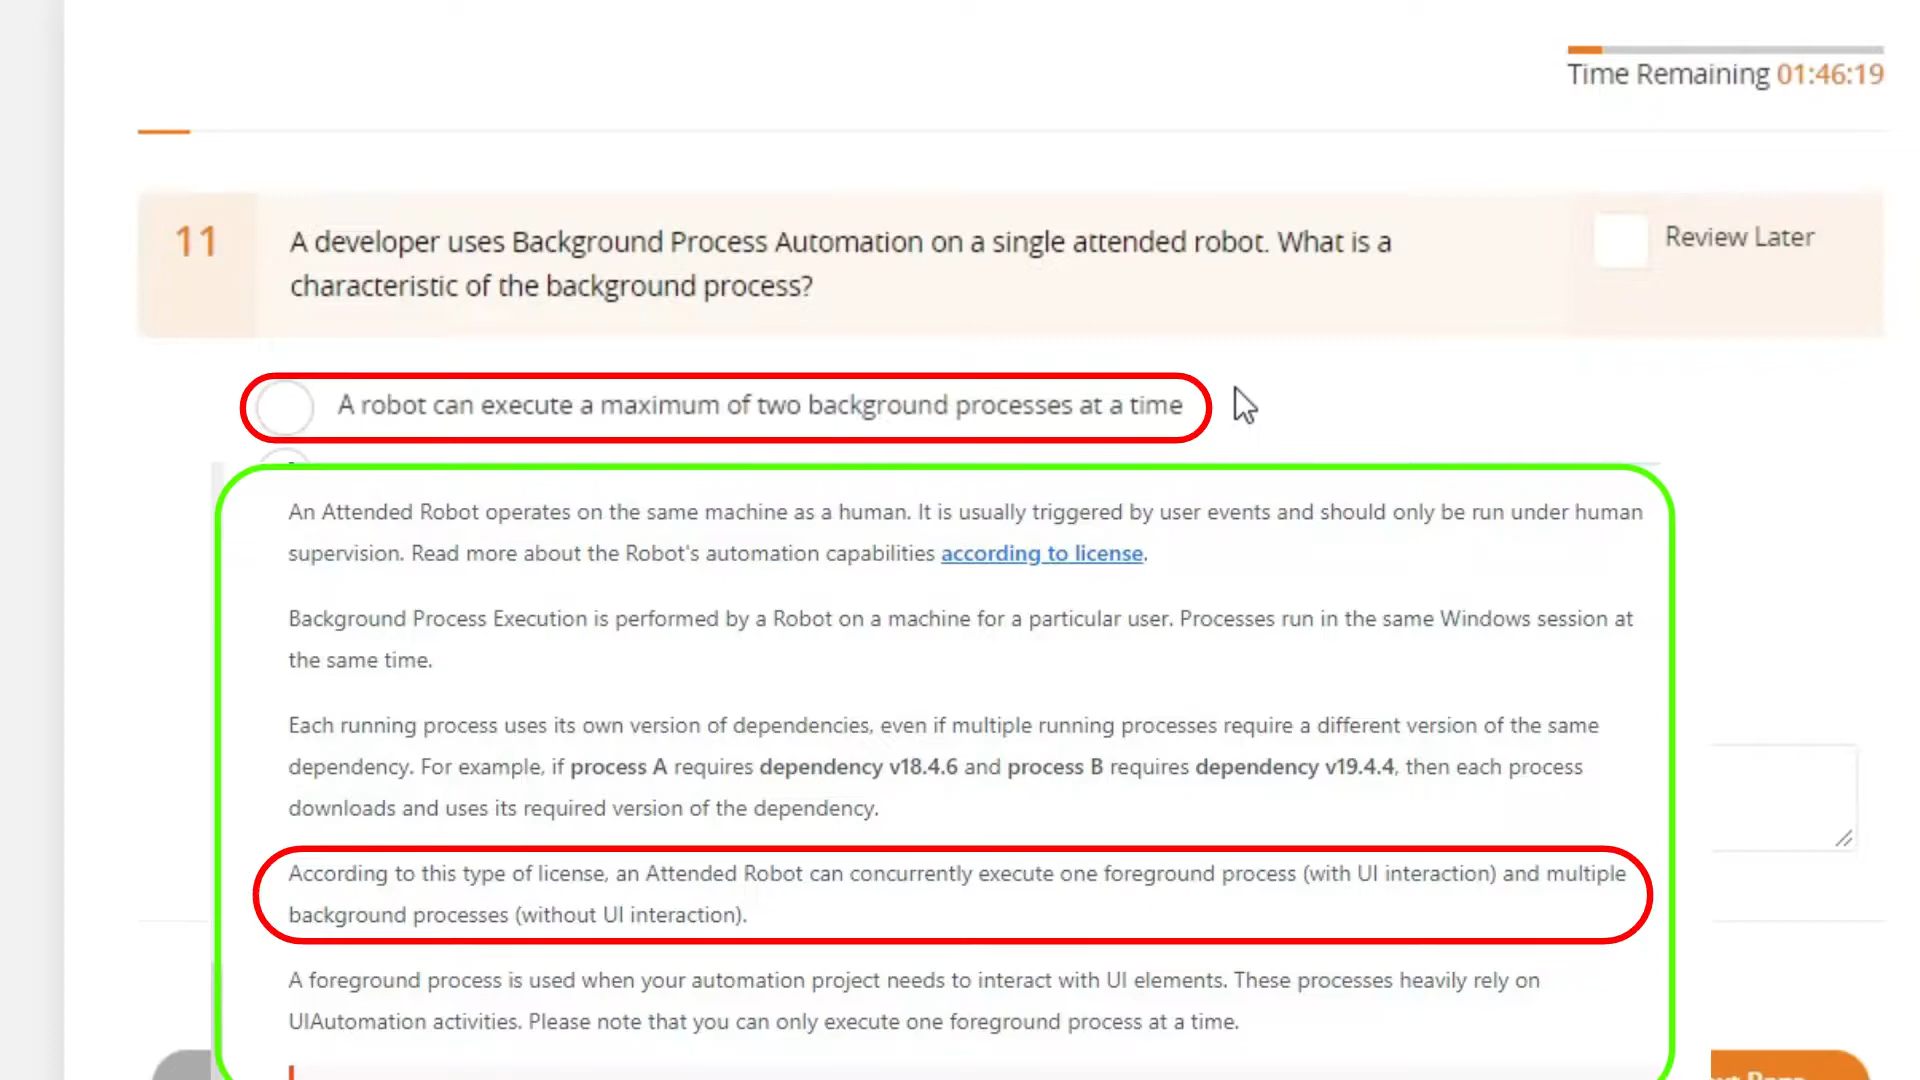 Time Remaining 01:46:19
11
A developer uses Background Process Automation on a single attended robot. What is a
characteristic of the background process?
Review Later
A robot can execute a maximum of two background processes at a time
An Attended Robot operates on the same machine as a human. It is usually triggered by user events and should only be run under human
supervision. Read more about the Robot's automation capabilities according to license.
Background Process Execution is performed by a Robot on a machine for a particular user. Processes run in the same Windows session at
the same time.
Each running process uses its own version of dependencies, even if multiple running processes require a different version of the same
dependency. For example, if process A requires dependency v18.4.6 and process B requires dependency v19.4.4, then each process
downloads and uses its required version of the dependency.
According to this type of license, an Attended Robot can concurrently execute one foreground process (with UI interaction) and multiple
background processes (without UI interaction).
A foreground process is used when your automation project needs to interact with UI elements. These processes heavily rely on
UIAutomation activities. Please note that you can only execute one foreground process at a time.